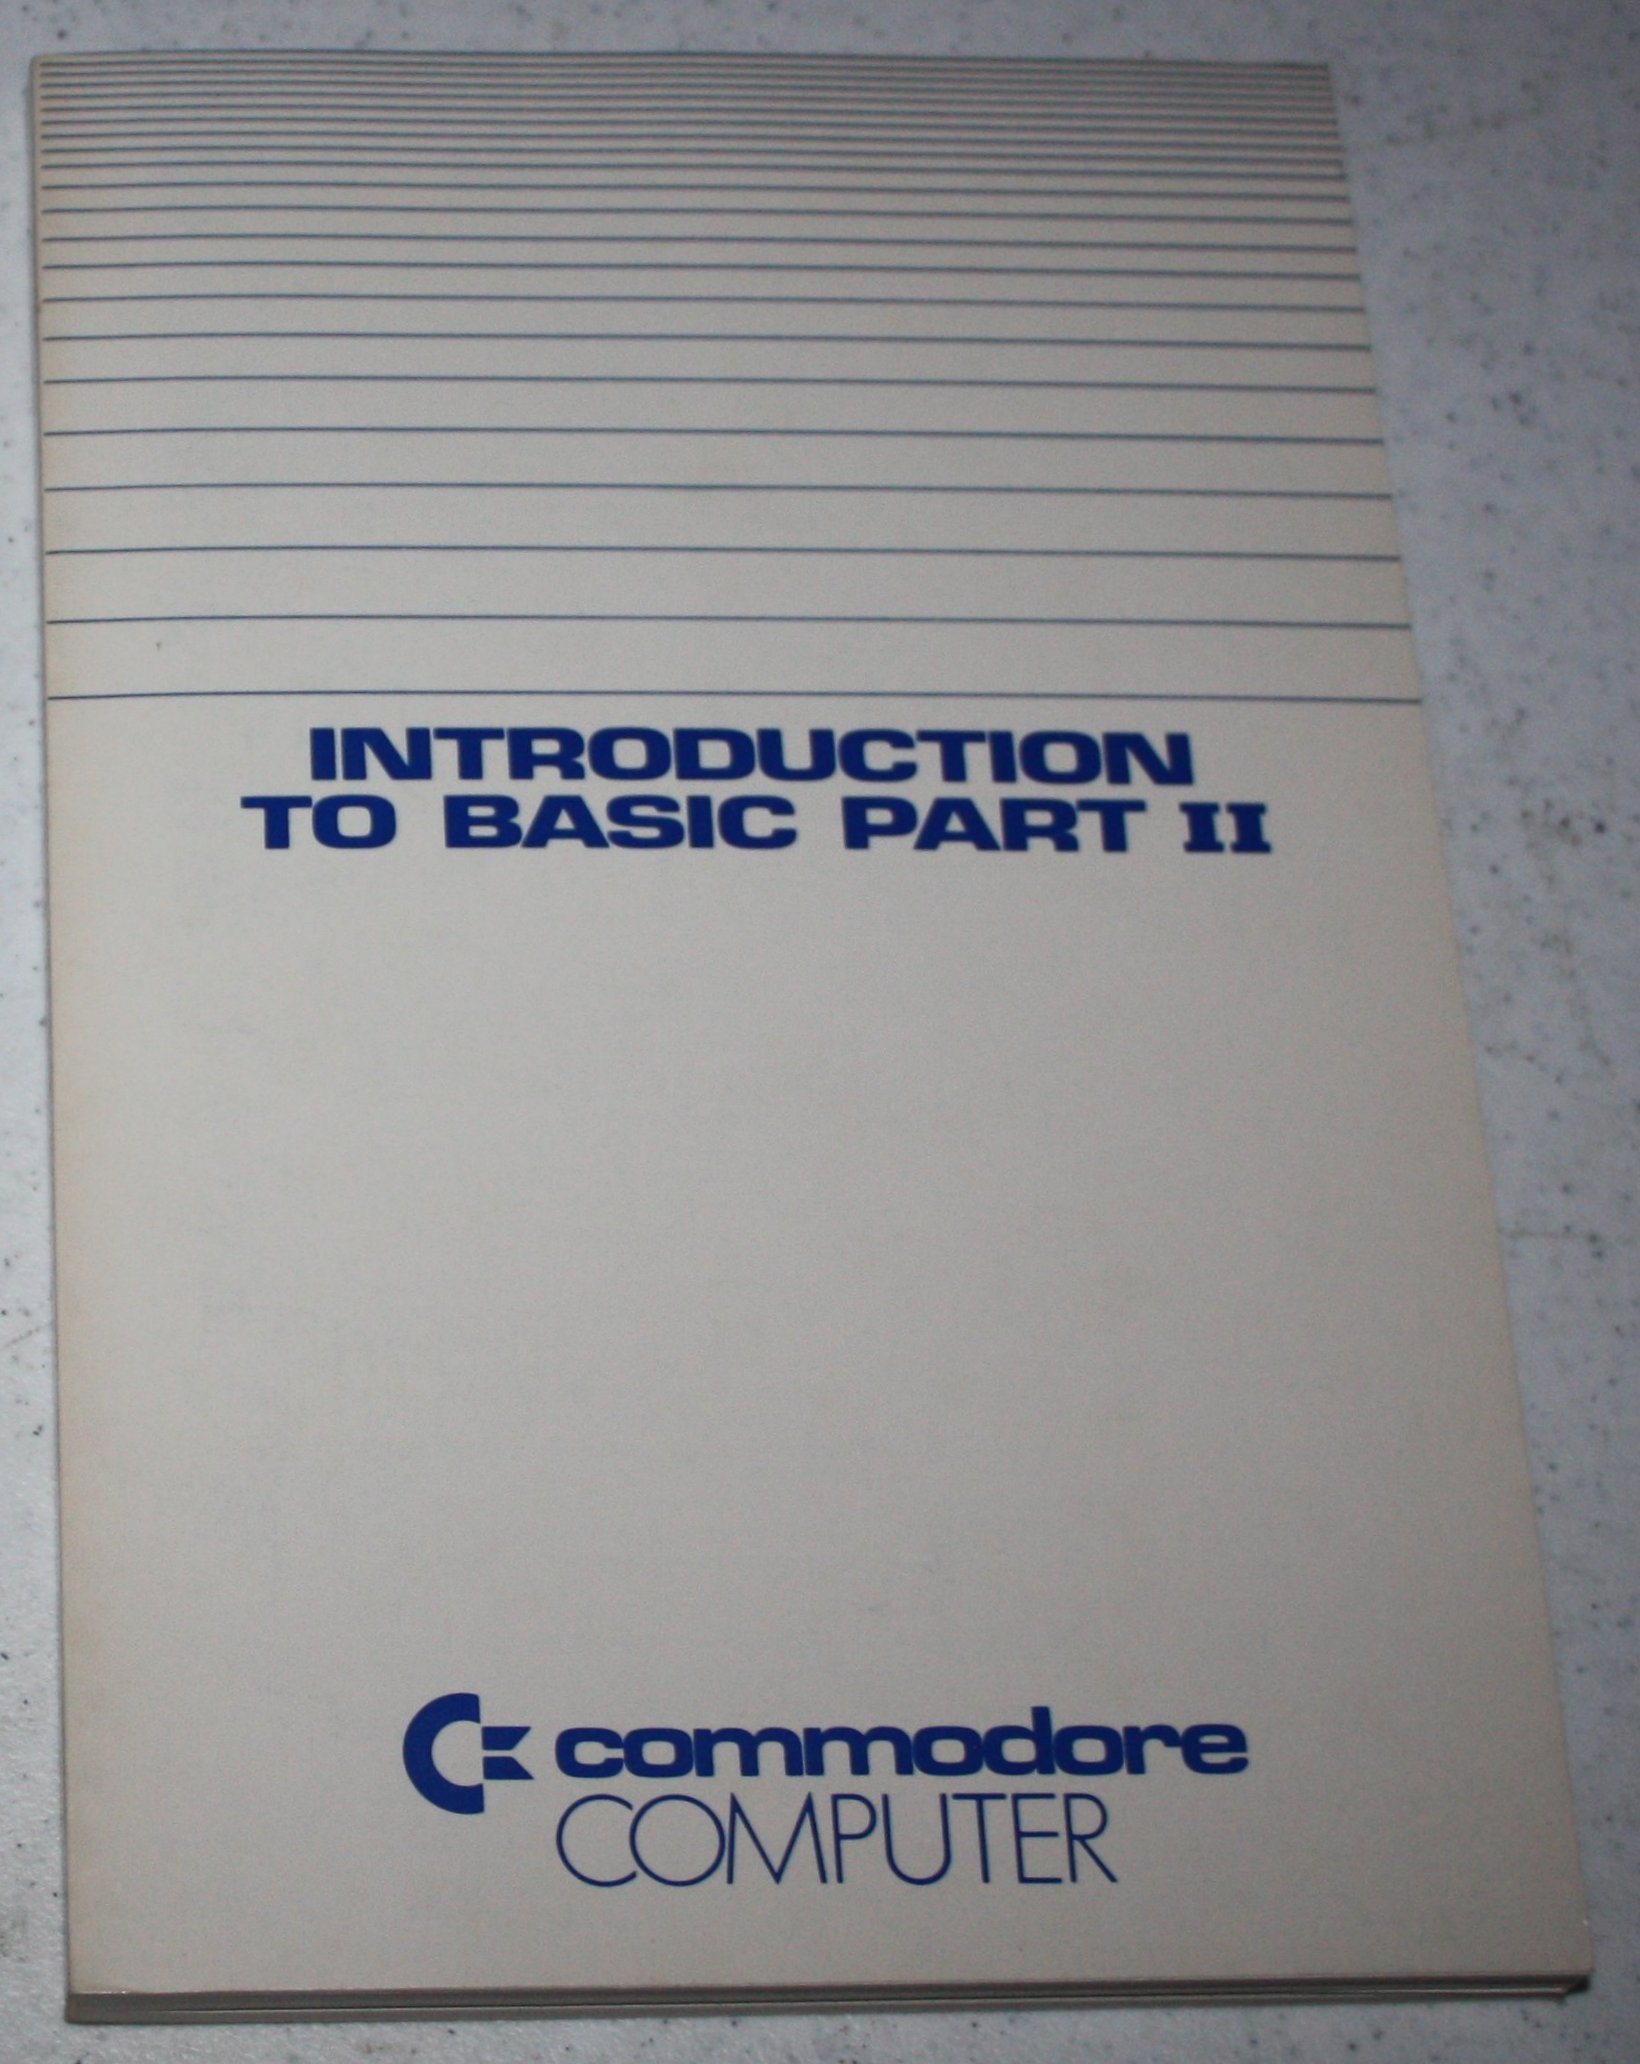 INTRODUCTION
TO BASIC PART II
commodore
COMPUTER